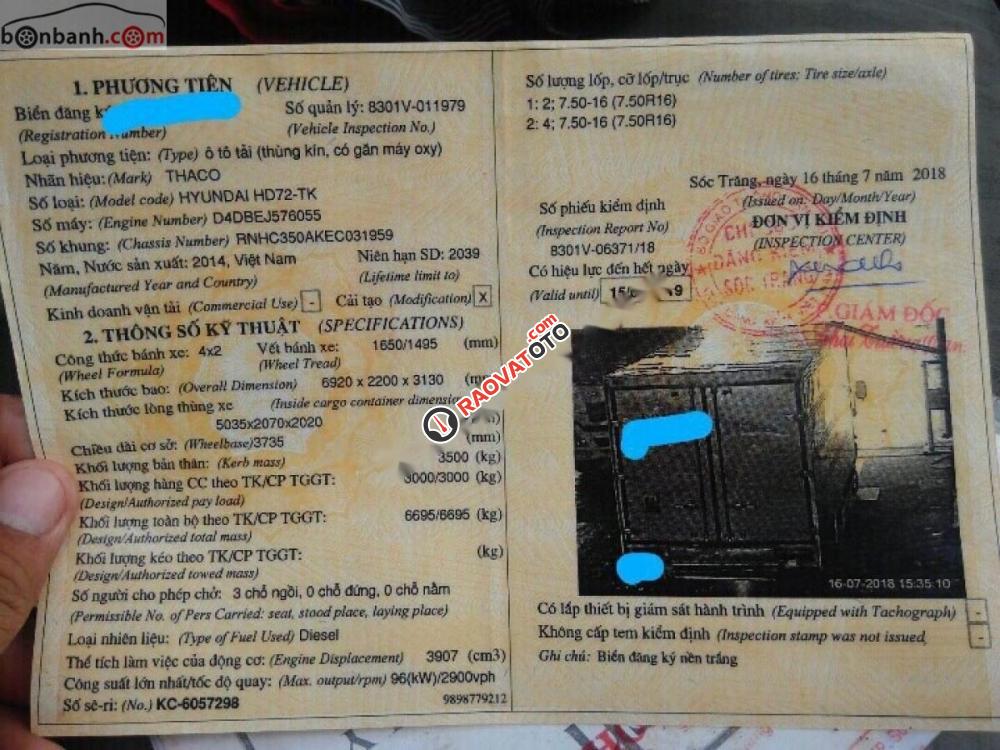 bonbanh.com
1. PHƯƠNG TIỆN (VEHICLE)
Biển đăng
Số quản lý: 8301V-011979
(Registration Number)
(Vehicle Inspection No.)
Loại phương tiện: (Type) ô tô tải (thùng kín, có gắn máy oxy)
Nhãn hiệu: (Mark) THACO
Số loại: (Model code) HYUNDAI HD72-TK
Số máy: (Engine Number) D4DBEJ576055
Số khung: (Chassis Number) RNHC350AKEC031959
Năm, Nước sản xuất: 2014, Việt Nam
Niên hạn SD: 2039
(Manufactured Year and Country)
(Lifetime limit to)
Kinh doanh vận tải (Commercial Use) -
Cải tạo (Modification) X
2. THÔNG SỐ KỸ THUẬT (SPECIFICATIONS)
Công thức bánh xe: 4x2
Vết bánh xe: 1650/1495 (mm)
(Wheel Formula)
(Wheel Tread)
Kích thước bao: (Overall Dimension) 6920 x 2200 x 3130
Kích thước lòng thùng xe (Inside cargo container dimension
5035x2070x2020
Chiều dài cơ sở: (Wheelbase)3735 (mm)
Khối lượng bản thân: (Kerb mass) 3500 (kg)
Khối lượng hàng CC theo TK/CP TGGT: 3000/3000 (kg)
(Design/Authorized pay load)
Khối lượng toàn bộ theo TK/CP TGGT: 6695/6695 (kg)
(Design/Authorized total mass)
Khối lượng kéo theo TK/CP TGGT: (kg)
(Design/Authorized towed mass)
Số người cho phép chở: 3 chỗ ngồi, 0 chỗ đứng, 0 chỗ nằm
(Permissible No. of Pers Carried: seat, stood place, laying place)
Loại nhiên liệu: (Type of Fuel Used) Diesel
Thể tích làm việc của động cơ: (Engine Displacement) 3907 (cm3)
Công suất lớn nhất/tốc độ quay: (Max. output/rpm) 96(kW)/2900vph
Số sê-ri: (No.) KC-6057298
9898779212
Số lượng lốp, cỡ lốp/trục (Number of tires; Tire size/axle)
1: 2; 7.50-16 (7.50R16)
2: 4; 7.50-16 (7.50R16)
Sóc Trăng, ngày 16 tháng 7 năm 2018
(Issued on: Day/Month/Year)
Số phiếu kiểm định
ĐƠN VỊ KIỂM ĐỊNH
(Inspection Report No)
(INSPECTION CENTER)
8301V-06371/18
Có hiệu lực đến hết ngày
(Valid until)
ĐĂNG KIỂM
SÓC TRĂNG
GIÁM ĐỐC
RAOVATOTO.com
16-07-2018 15:35:10
Có lắp thiết bị giám sát hành trình (Equipped with Tachograph) -
Không cấp tem kiểm định (Inspection stamp was not issued) -
Ghi chú: Biển đăng ký nền trắng